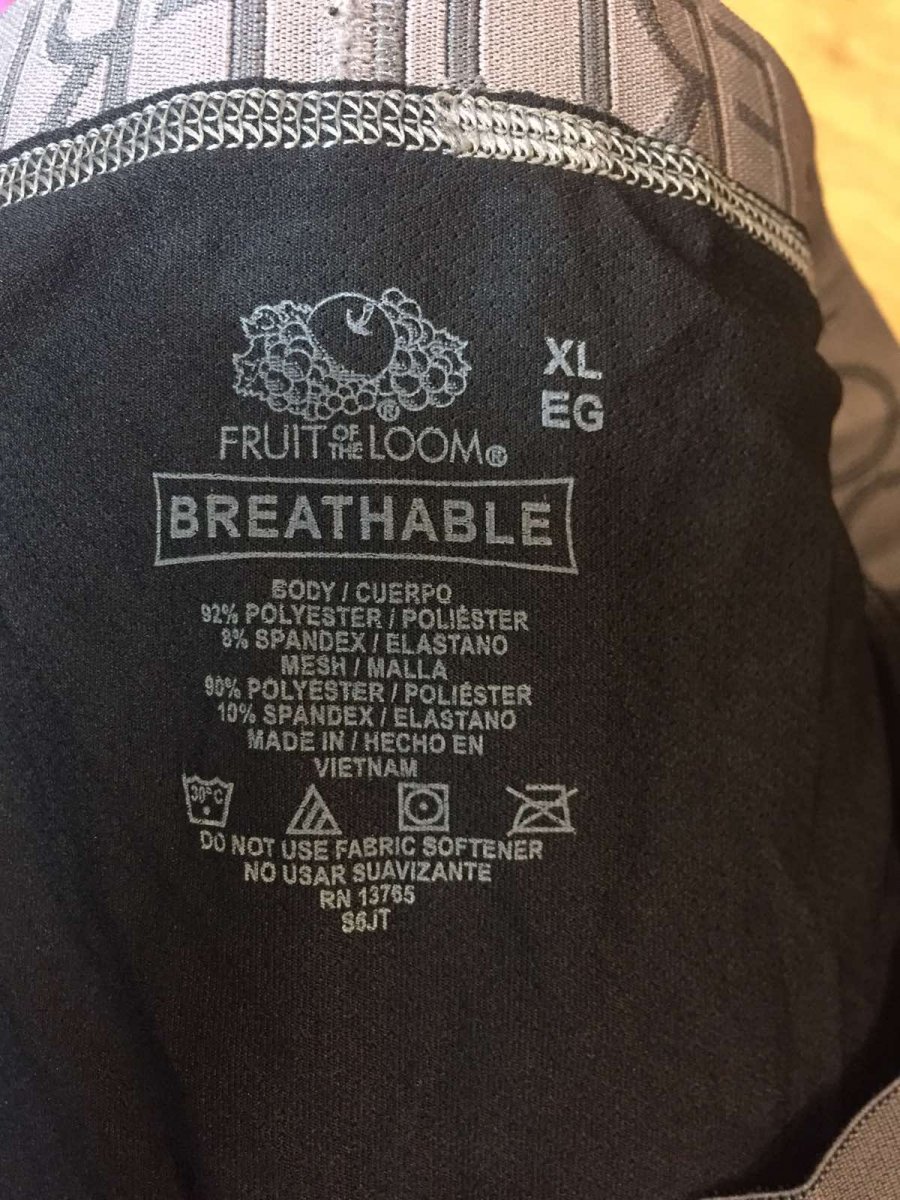 FRUIT OF THE LOOM®
XL
EG
BREATHABLE
BODY / CUERPO
92% POLYESTER / POLIÉSTER
8% SPANDEX / ELASTANO
MESH / MALLA
90% POLYESTER / POLIÉSTER
10% SPANDEX / ELASTANO
MADE IN / HECHO EN
VIETNAM
30°C
DO NOT USE FABRIC SOFTENER
NO USAR SUAVIZANTE
RN 13765
S6JT